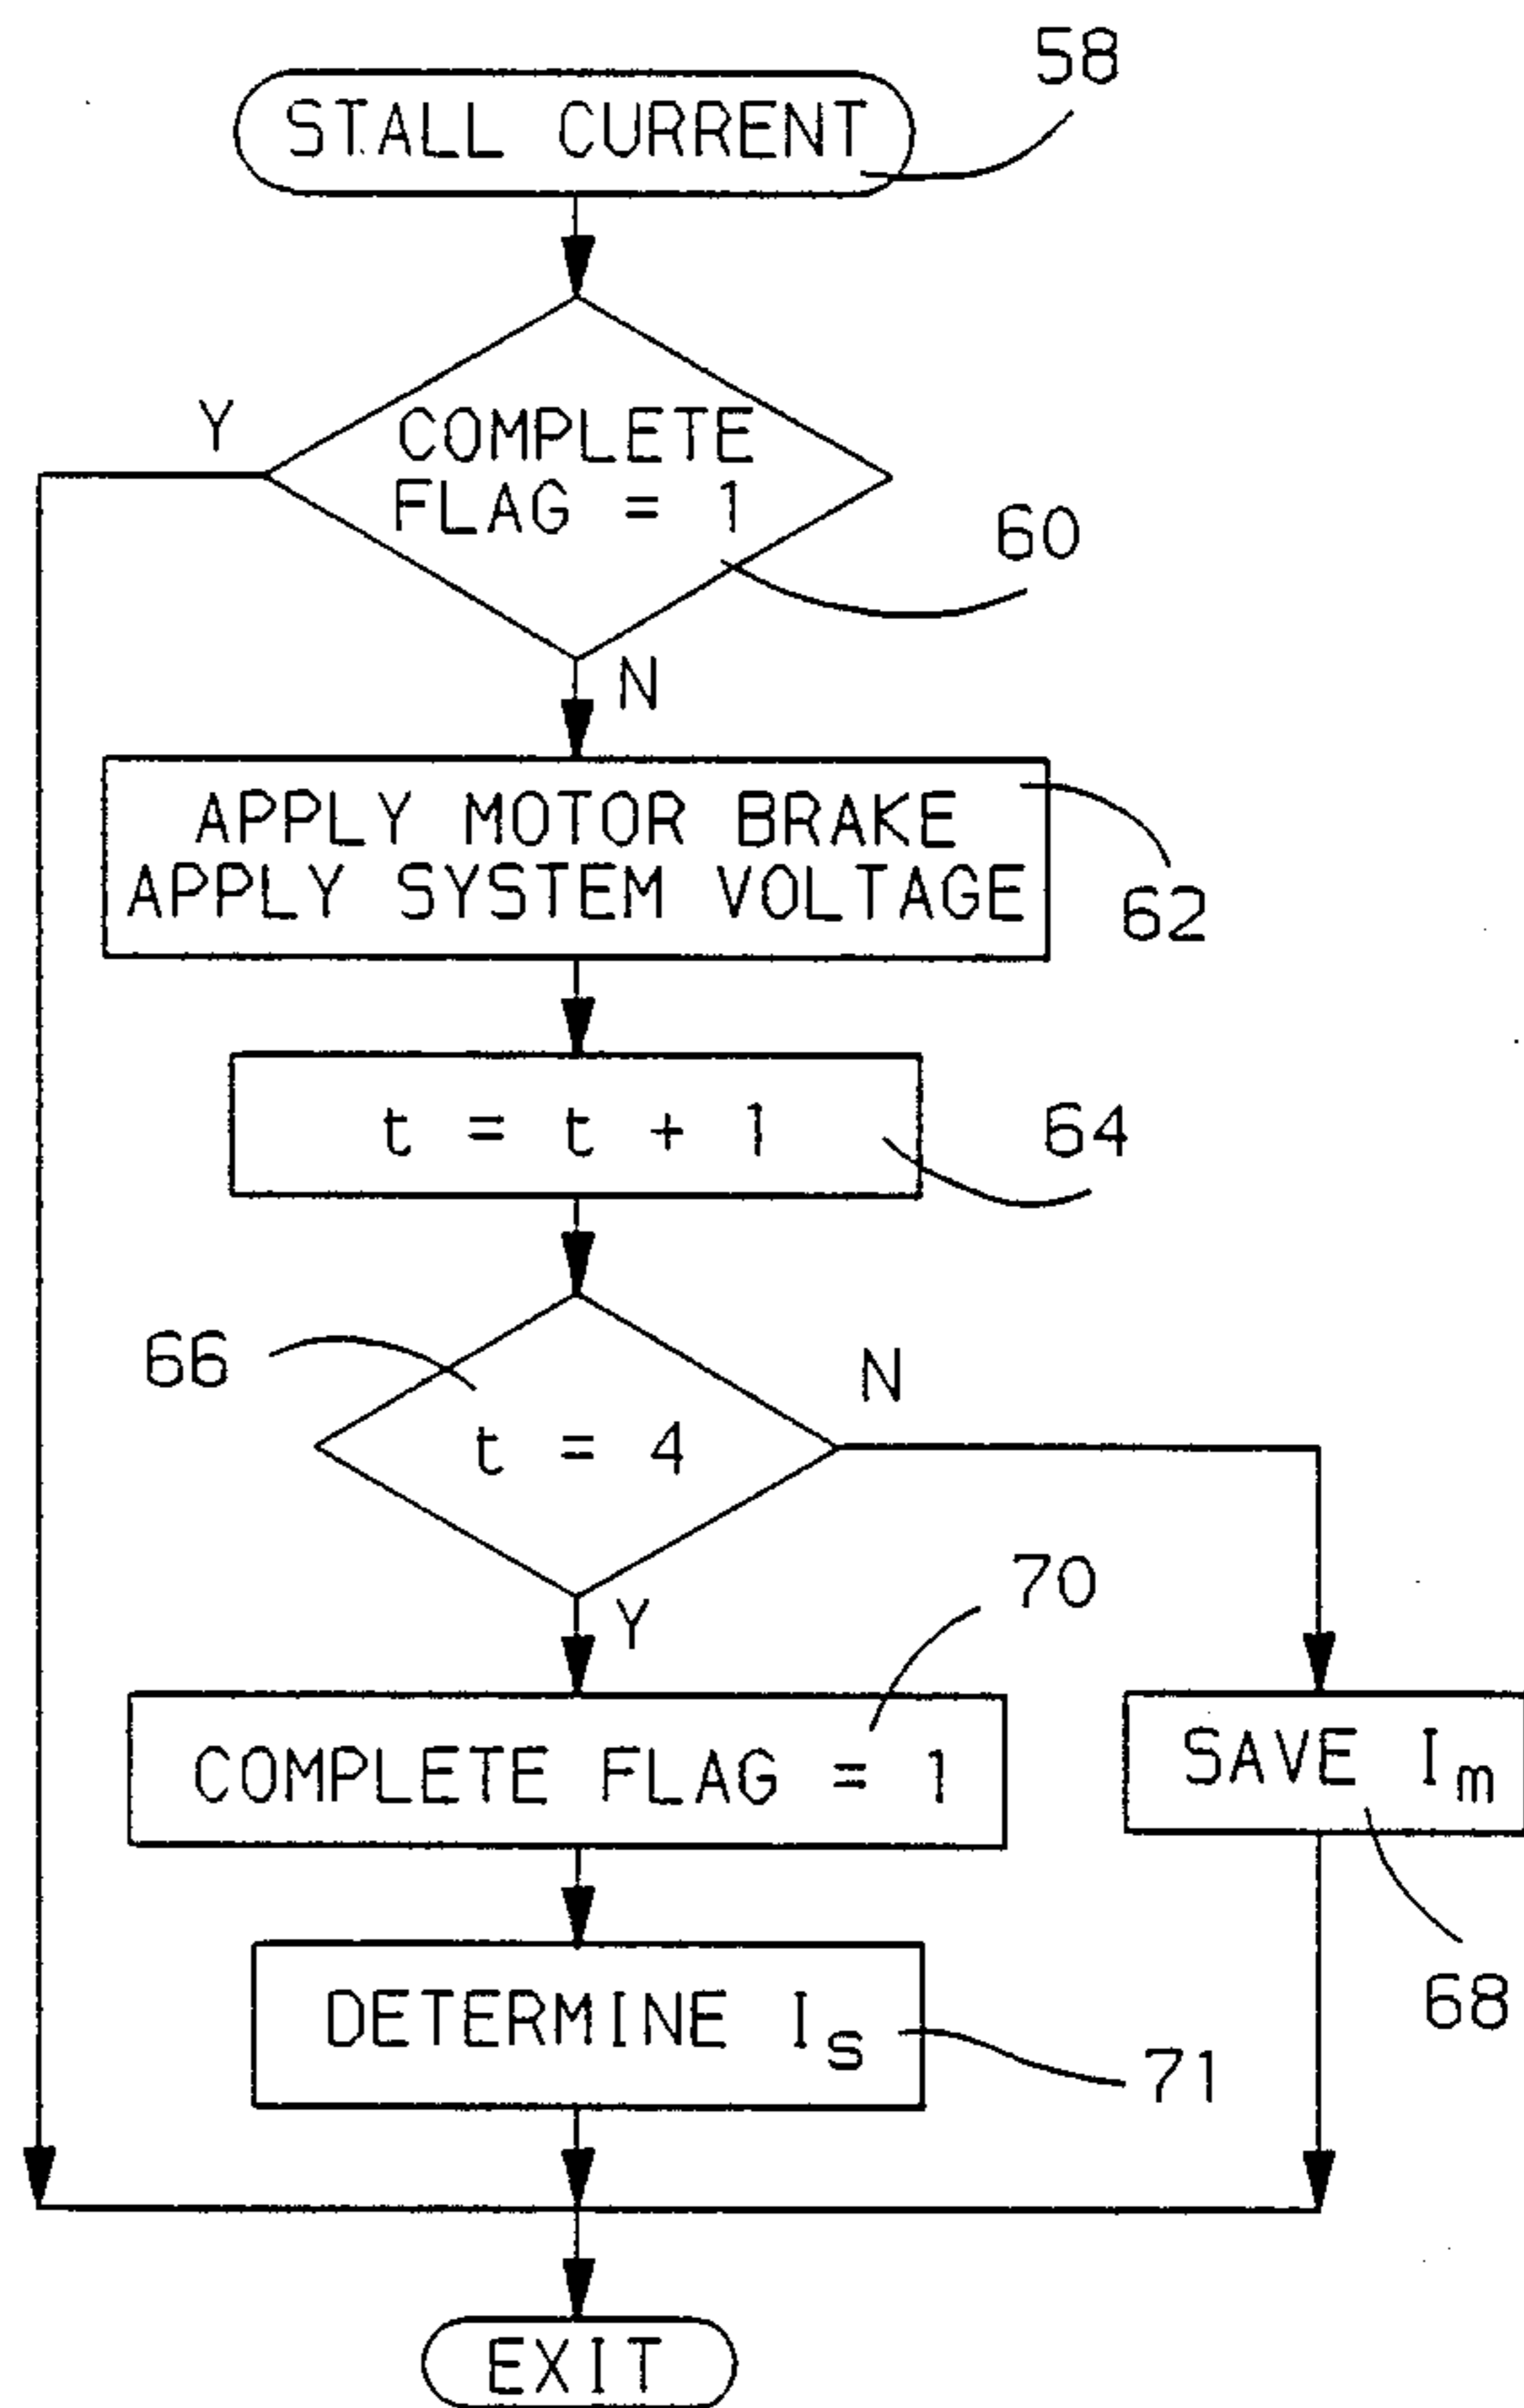 58
STALL CURRENT
Y
COMPLETE
FLAG = 1
60
N
APPLY MOTOR BRAKE
APPLY SYSTEM VOLTAGE
62
t = t + 1
64
66
N
t = 4
Y
70
COMPLETE FLAG = 1
SAVE Im
68
DETERMINE Is
71
EXIT